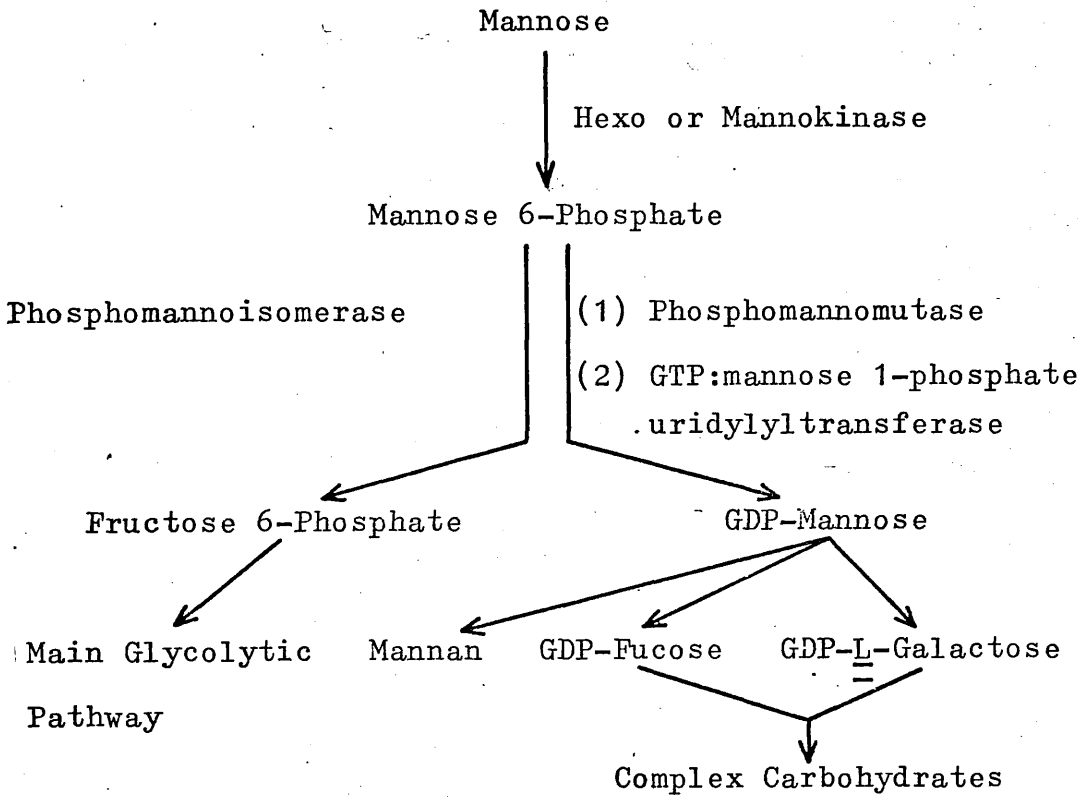 Mannose
Hexo or Mannokinase
Mannose 6-Phosphate
Phosphomannoisomerase
(1) Phosphomannomutase
(2) GTP:mannose 1-phosphate
uridylyltransferase
Fructose 6-Phosphate
GDP-Mannose
Main Glycolytic
Pathway
Mannan
GDP-Fucose
GDP-L-Galactose
Complex Carbohydrates